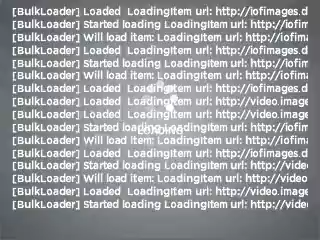 [BulkLoader] Loaded LoadingItem url: http://iofimages.d
[BulkLoader] Started loading LoadingItem url: http://iofim
[BulkLoader] Will load item: LoadingItem url: http://iofima
[BulkLoader] Loaded LoadingItem url: http://iofimages.d
[BulkLoader] Started loading LoadingItem url: http://iofim
[BulkLoader] Will load item: LoadingItem url: http://iofima
[BulkLoader] Loaded LoadingItem url: http://iofimages.d
[BulkLoader] Loaded LoadingItem url: http://video.image
[BulkLoader] Loaded LoadingItem url: http://iofimages.d
[BulkLoader] Started loading LoadingItem url: http://iofim
LOADING
[BulkLoader] Will load item: LoadingItem url: http://iofima
[BulkLoader] Loaded LoadingItem url: http://iofimages.d
[BulkLoader] Started loading LoadingItem url: http://vide
[BulkLoader] Will load item: LoadingItem url: http://video
[BulkLoader] Loaded LoadingItem url: http://video.image
[BulkLoader] Started loading LoadingItem url: http://vide